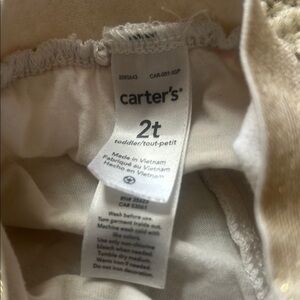 carter's
2t
toddler/tout-petit
Made in Vietnam
Fabriqué au Vietnam
Hecho en Vietnam
Wash before use.
Turn garment inside out.
Machine wash cold with
like colors.
Use only non-chlorine
bleach when needed.
Tumble dry medium.
Warm iron if needed.
Do not iron decoration.